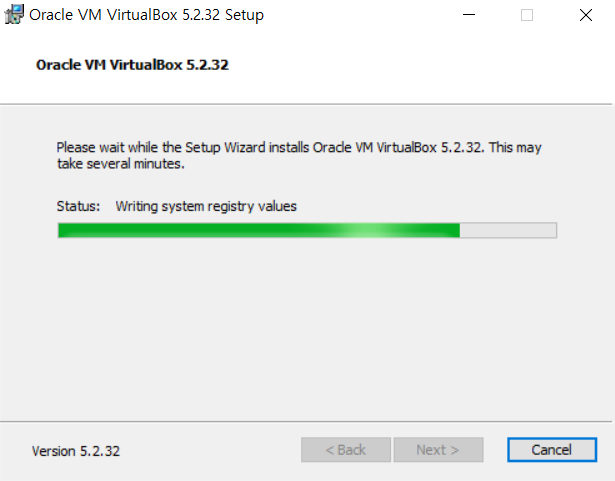 Oracle VM VirtualBox 5.2.32 Setup
Oracle VM VirtualBox 5.2.32
Please wait while the Setup Wizard installs Oracle VM VirtualBox 5.2.32. This may
take several minutes.
Status: Writing system registry values
Version 5.2.32
< Back Next > Cancel